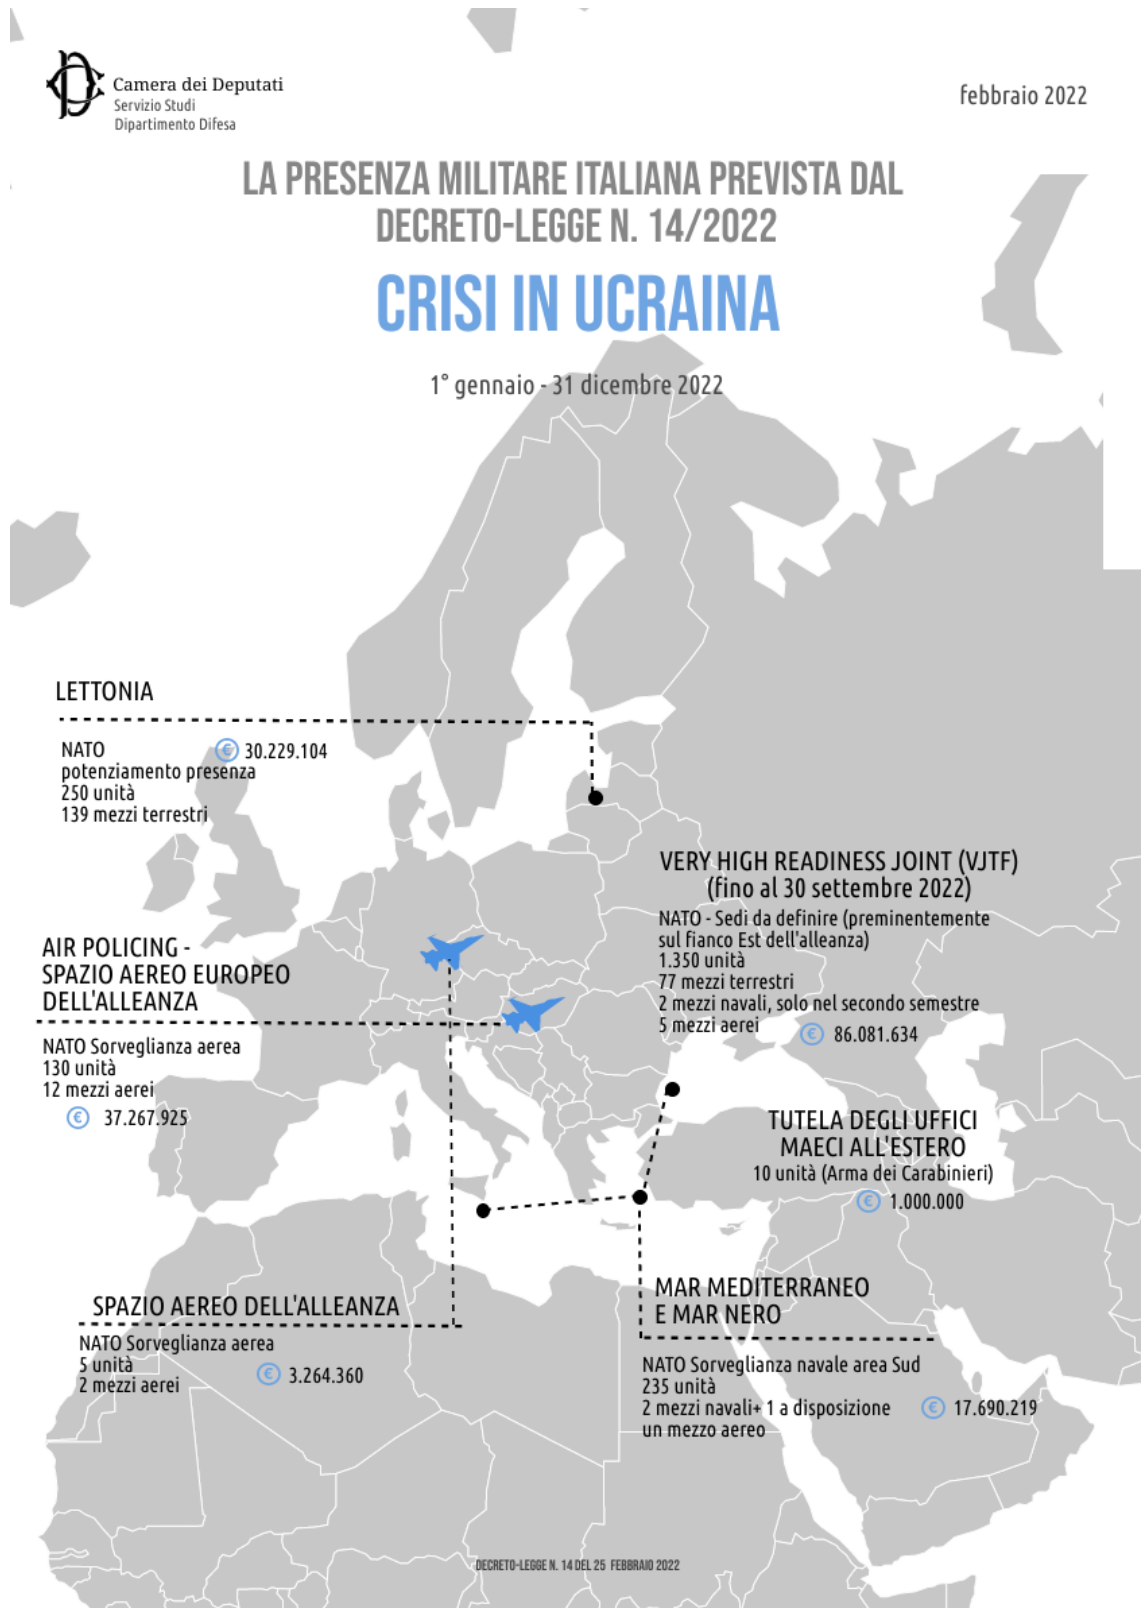 Camera dei Deputati
Servizio Studi
Dipartimento Difesa
febbraio 2022
LA PRESENZA MILITARE ITALIANA PREVISTA DAL
DECRETO-LEGGE N. 14/2022
CRISI IN UCRAINA
1° gennaio - 31 dicembre 2022
LETTONIA
NATO
€ 30.229.104
potenziamento presenza
250 unità
139 mezzi terrestri
VERY HIGH READINESS JOINT (VJTF)
(fino al 30 settembre 2022)
NATO - Sedi da definire (preminentemente
sul fianco Est dell'alleanza)
1.350 unità
77 mezzi terrestri
2 mezzi navali, solo nel secondo semestre
5 mezzi aerei
€ 86.081.634
AIR POLICING -
SPAZIO AEREO EUROPEO
DELL'ALLEANZA
NATO Sorveglianza aerea
130 unità
12 mezzi aerei
€ 37.267.925
TUTELA DEGLI UFFICI
MAECI ALL'ESTERO
10 unità (Arma dei Carabinieri)
€ 1.000.000
SPAZIO AEREO DELL'ALLEANZA
NATO Sorveglianza aerea
5 unità
2 mezzi aerei
€ 3.264.360
MAR MEDITERRANEO
E MAR NERO
NATO Sorveglianza navale area Sud
235 unità
2 mezzi navali+ 1 a disposizione
un mezzo aereo
€ 17.690.219
DECRETO-LEGGE N. 14 DEL 25 FEBBRAIO 2022